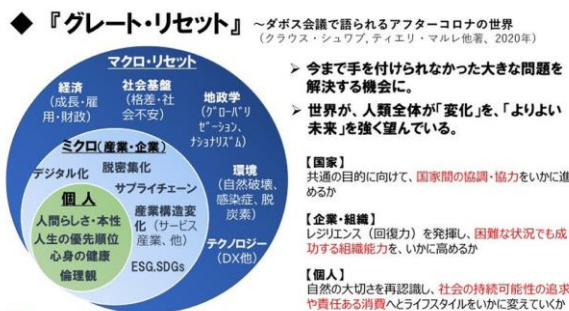 ◆ 『グレート・リセット』 ～ダボス会議で語られるアフターコロナの世界
（クラウス・シュワブ, ティエリ・マルレ他著、2020年）
マクロ・リセット
経済
（成長・雇
用・財政）
社会基盤
（格差・社
会不安）
地政学
（グローバリ
ゼーション、
ナショナリズム）
環境
（自然破壊、
感染症、脱
炭素）
テクノロジー
（DX他）
ミクロ（産業・企業）
デジタル化
脱密集化
サプライチェーン
産業構造変
化（サービス
産業、他）
ESG,SDGs
個人
人間らしさ・本性
人生の優先順位
心身の健康
倫理観
➢ 今まで手を付けられなかった大きな問題を
解決する機会に。
➢ 世界が、人類全体が「変化」を、「よりよい
未来」を強く望んでいる。
【国家】
共通の目的に向けて、国家間の協調・協力をいかに進
めるか
【企業・組織】
レジリエンス（回復力）を発揮し、困難な状況でも成
功する組織能力を、いかに高めるか
【個人】
自然の大切さを再認識し、社会の持続可能性の追求
や責任ある消費へとライフスタイルをいかに変えていくか